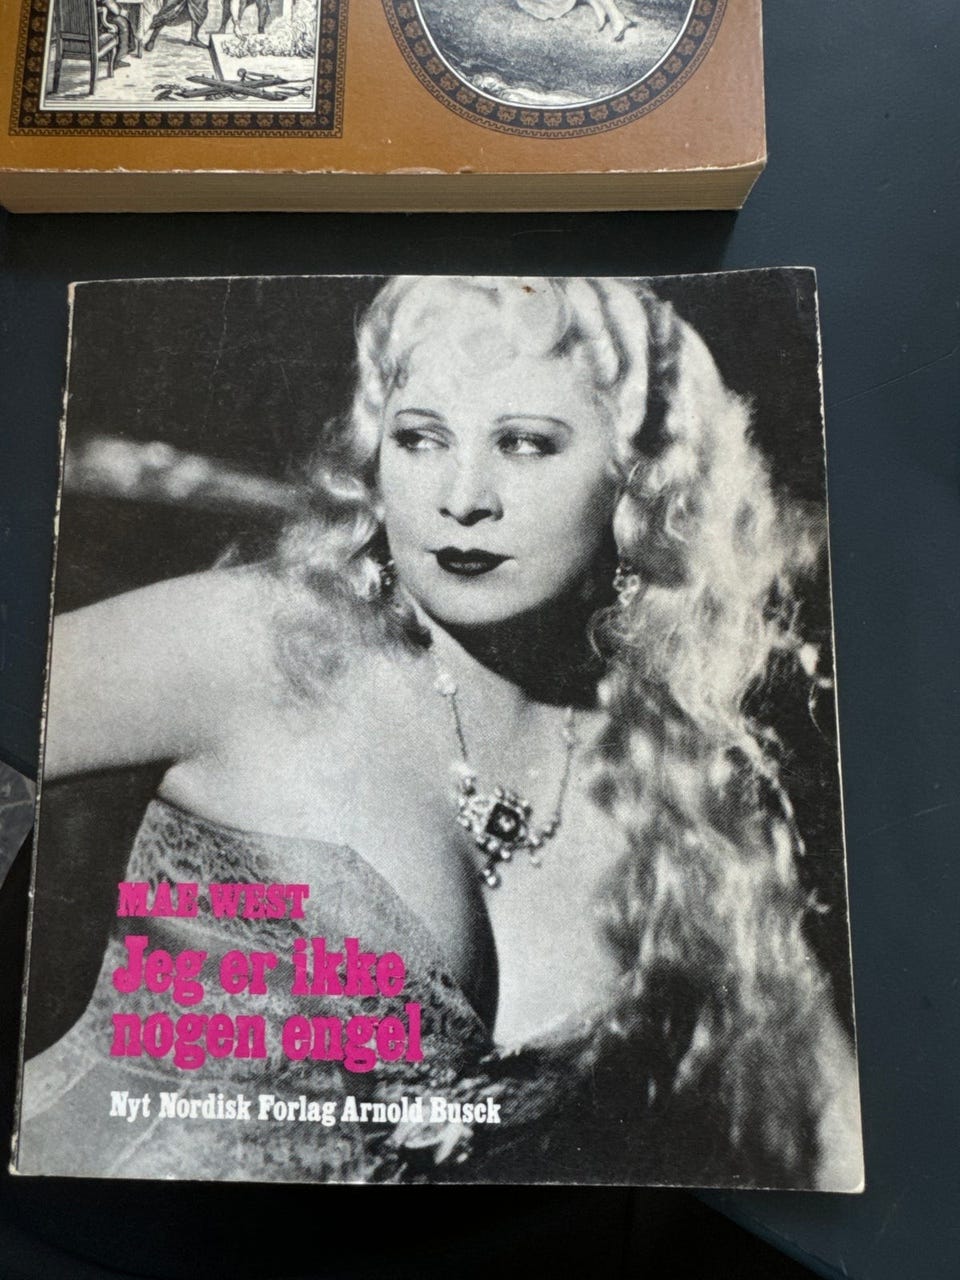 MAE WEST
Jeg er ikke
nogen engel
Nyt Nordisk Forlag Arnold Busck